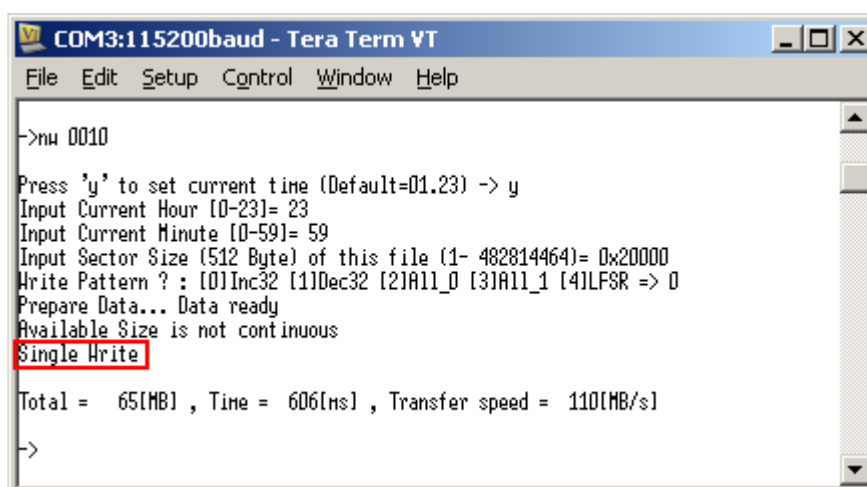 COM3:115200baud - Tera Term VT
File Edit Setup Control Window Help
->nw 0010
Press 'y' to set current time (Default=01.23) -> y
Input Current Hour [0-23]= 23
Input Current Minute [0-59]= 59
Input Sector Size (512 Byte) of this file (1- 482814464)= 0x20000
Write Pattern ? : [0]Inc32 [1]Dec32 [2]All_0 [3]All_1 [4]LFSR => 0
Prepare Data... Data ready
Available Size is not continuous
Single Write
Total =   65[MB] , Time =  606[ms] , Transfer speed =  110[MB/s]
->